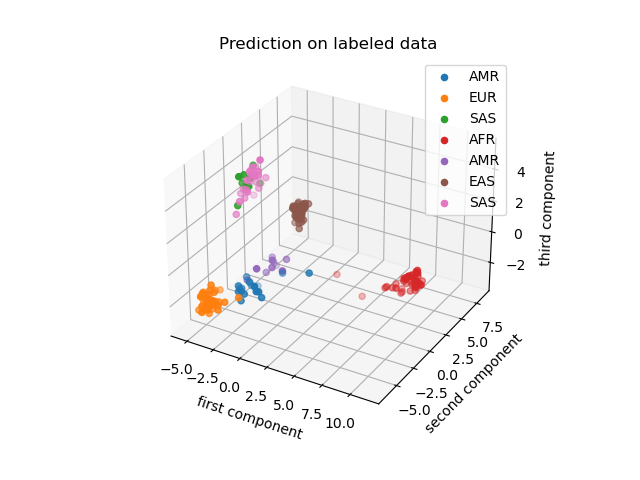 Prediction on labeled data
AMR
EUR
SAS
AFR
AMR
EAS
SAS
4
2
0
−2
third component
−5.0
−2.5
0.0
2.5
5.0
7.5
10.0
first component
−5.0
−2.5
0.0
2.5
5.0
7.5
second component